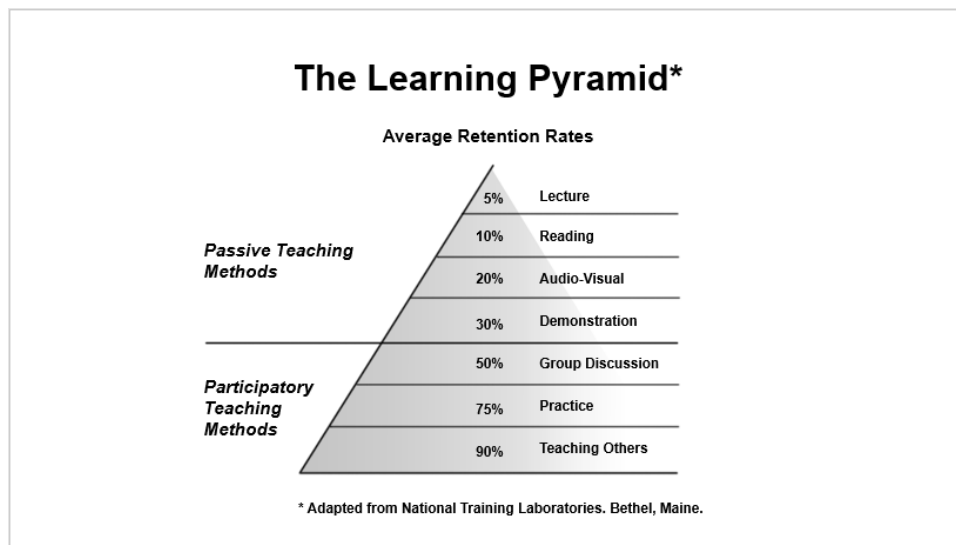 The Learning Pyramid*
Average Retention Rates
Passive Teaching
Methods
5% Lecture
10% Reading
20% Audio-Visual
30% Demonstration
Participatory
Teaching
Methods
50% Group Discussion
75% Practice
90% Teaching Others
* Adapted from National Training Laboratories. Bethel, Maine.